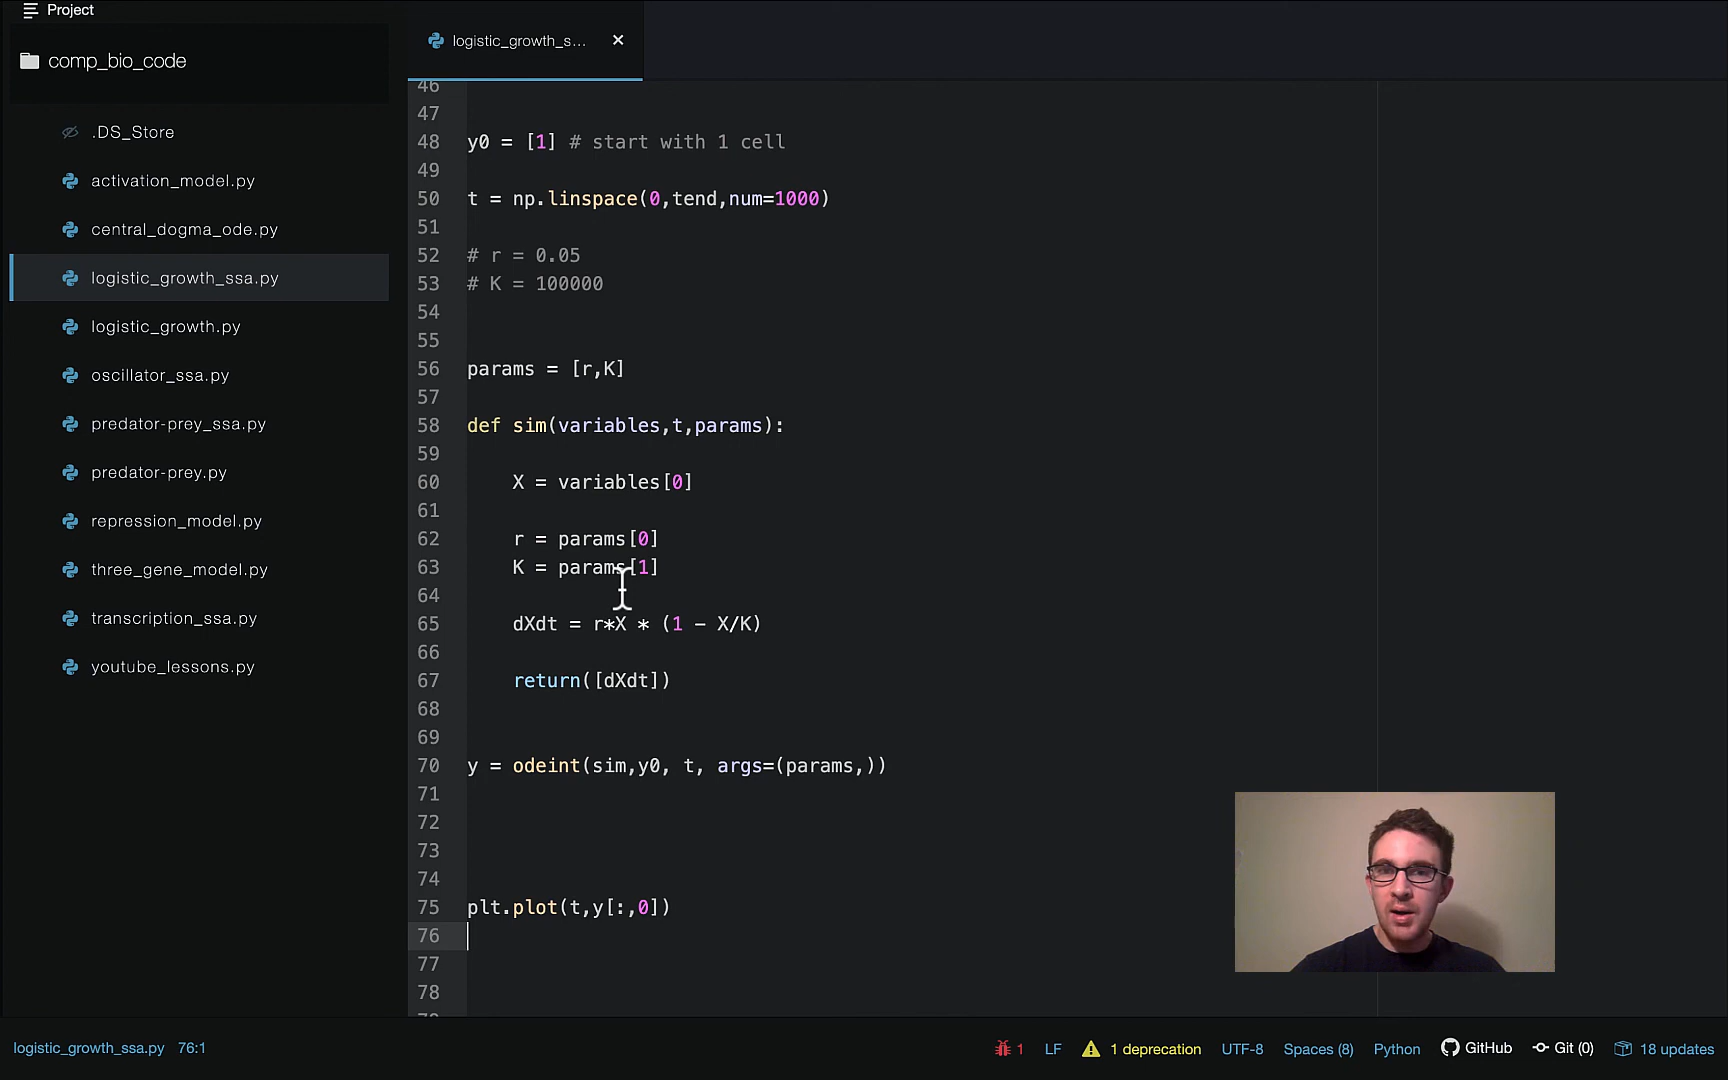 Project
comp_bio_code
.DS_Store
activation_model.py
central_dogma_ode.py
logistic_growth_ssa.py
logistic_growth.py
oscillator_ssa.py
predator-prey_ssa.py
predator-prey.py
repression_model.py
three_gene_model.py
transcription_ssa.py
youtube_lessons.py
logistic_growth_s...
46
47
48 y0 = [1] # start with 1 cell
49
50 t = np.linspace(0,tend,num=1000)
51
52 # r = 0.05
53 # K = 100000
54
55
56 params = [r,K]
57
58 def sim(variables,t,params):
59
60 X = variables[0]
61
62 r = params[0]
63 K = params[1]
64
65 dXdt = r*X * (1 - X/K)
66
67 return([dXdt])
68
69
70 y = odeint(sim,y0, t, args=(params,))
71
72
73
74
75 plt.plot(t,y[:,0])
76
77
78
logistic_growth_ssa.py 76:1
1 LF 1 deprecation UTF-8 Spaces (8) Python GitHub Git (0) 18 updates